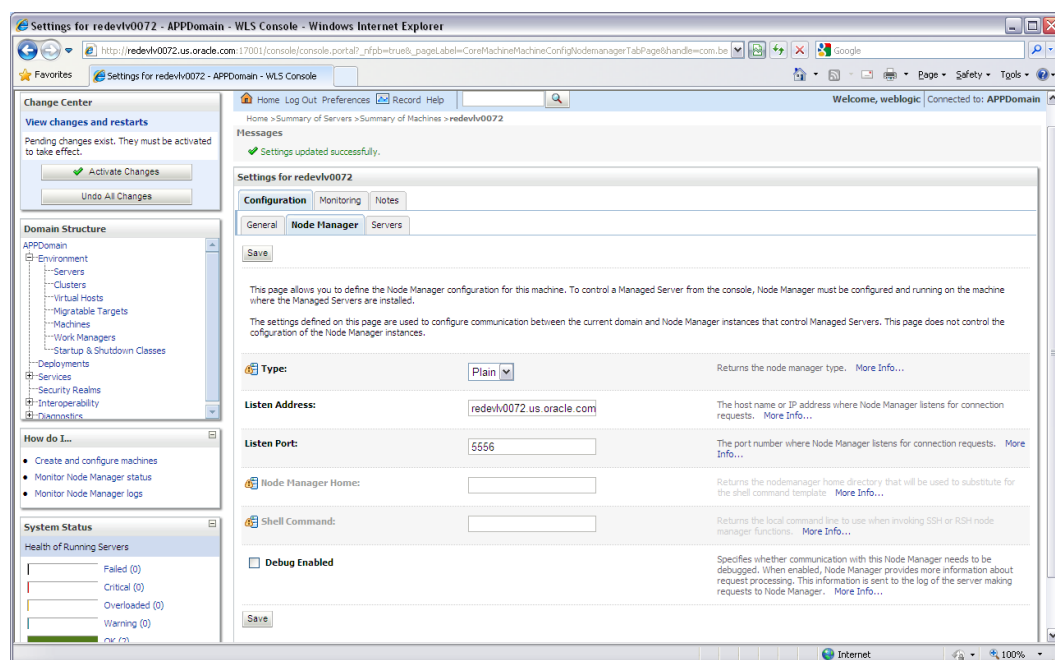 Settings for redevlv0072 - APPDomain - WLS Console - Windows Internet Explorer
http://redevlv0072.us.oracle.com:17001/console/console.portal?_nfpb=true&_pageLabel=CoreMachineMachineConfigNodemanagerTabPage&handle=com.be
Google
Favorites
Settings for redevlv0072 - APPDomain - WLS Console
Page
Safety
Tools
Change Center
View changes and restarts
Pending changes exist. They must be activated
to take effect.
Activate Changes
Undo All Changes
Domain Structure
APPDomain
Environment
Servers
Clusters
Virtual Hosts
Migratable Targets
Machines
Work Managers
Startup & Shutdown Classes
Deployments
Services
Security Realms
Interoperability
Diagnostics
How do I...
Create and configure machines
Monitor Node Manager status
Monitor Node Manager logs
System Status
Health of Running Servers
Failed (0)
Critical (0)
Overloaded (0)
Warning (0)
OK (2)
Home Log Out Preferences Record Help
Welcome, weblogic Connected to: APPDomain
Home >Summary of Servers >Summary of Machines >redevlv0072
Messages
Settings updated successfully.
Settings for redevlv0072
Configuration Monitoring Notes
General Node Manager Servers
Save
This page allows you to define the Node Manager configuration for this machine. To control a Managed Server from the console, Node Manager must be configured and running on the machine
where the Managed Servers are installed.
The settings defined on this page are used to configure communication between the current domain and Node Manager instances that control Managed Servers. This page does not control the
cofiguration of the Node Manager instances.
Type:
Plain
Returns the node manager type. More Info...
Listen Address:
redevlv0072.us.oracle.com
The host name or IP address where Node Manager listens for connection
requests. More Info...
Listen Port:
5556
The port number where Node Manager listens for connection requests. More
Info...
Node Manager Home:
Returns the nodemanager home directory that will be used to substitute for
the shell command template More Info...
Shell Command:
Returns the local command line to use when invoking SSH or RSH node
manager functions. More Info...
Debug Enabled
Specifies whether communication with this Node Manager needs to be
debugged. When enabled, Node Manager provides more information about
request processing. This information is sent to the log of the server making
requests to Node Manager. More Info...
Save
Internet
100%